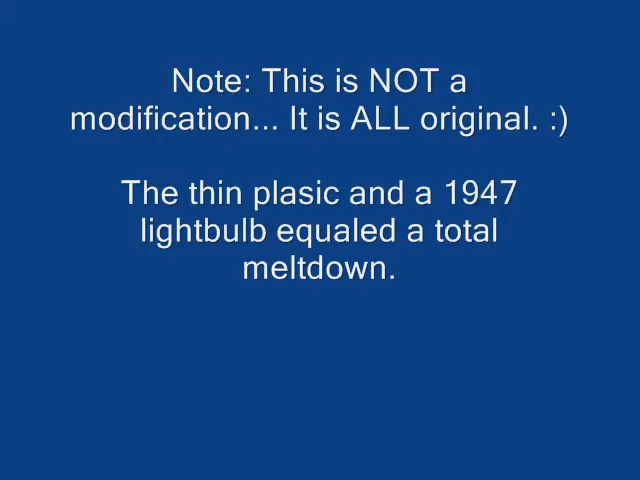 Note: This is NOT a
modification... It is ALL original. :)
The thin plasic and a 1947
lightbulb equaled a total
meltdown.